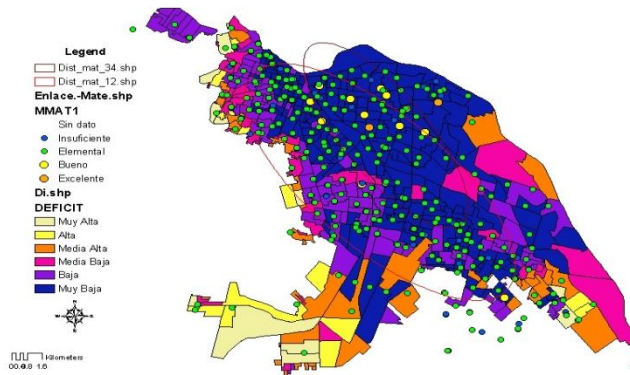 Legend
Dist_mat_34.shp
Dist_mat_12.shp
Enlace.-Mate.shp
MMAT1
Sin dato
Insuficiente
Elemental
Bueno
Excelente
Di.shp
DEFICIT
Muy Alta
Alta
Media Alta
Media Baja
Baja
Muy Baja
N
W
E
S
Kilometers